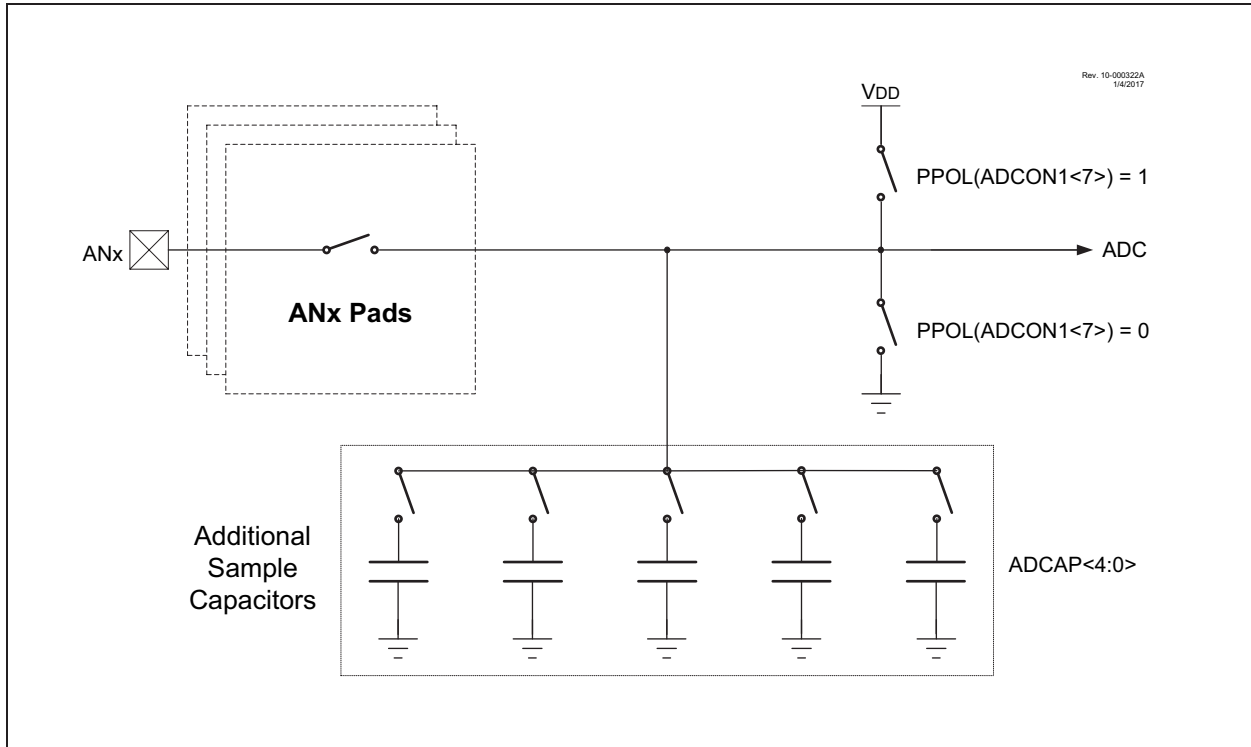 Rev. 10-000322A
1/4/2017
VDD
PPOL(ADCON1<7>) = 1
ANx
ADC
ANx Pads
PPOL(ADCON1<7>) = 0
Additional
Sample
Capacitors
ADCAP<4:0>